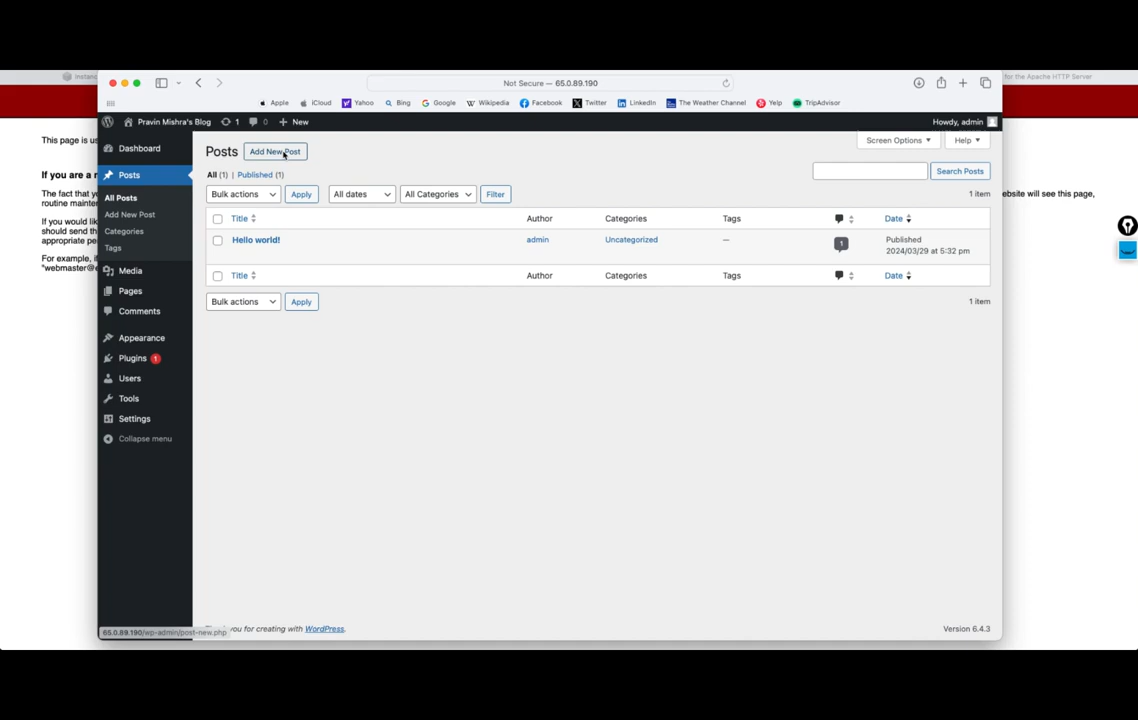 instanc
Not Secure — 65.0.89.190
for the Apache HTTP Server
Apple iCloud Yahoo Bing Google Wikipedia Facebook Twitter LinkedIn The Weather Channel Yelp TripAdvisor
Pravin Mishra's Blog 1 0 New Howdy, admin
This page is us
If you are a m
The fact that yo
routine mainten
If you would lik
should send th
appropriate pe
For example, if
"webmaster@e
ebsite will see this page,
Dashboard
Posts
All Posts
Add New Post
Categories
Tags
Media
Pages
Comments
Appearance
Plugins 1
Users
Tools
Settings
Collapse menu
Screen Options Help
Posts Add New Post
All (1) | Published (1)
Search Posts
Bulk actions Apply All dates All Categories Filter 1 item
Title Author Categories Tags Date
Hello world! admin Uncategorized — 1 Published
2024/03/29 at 5:32 pm
Title Author Categories Tags Date
Bulk actions Apply 1 item
you for creating with WordPress. Version 6.4.3
65.0.89.190/wp-admin/post-new.php